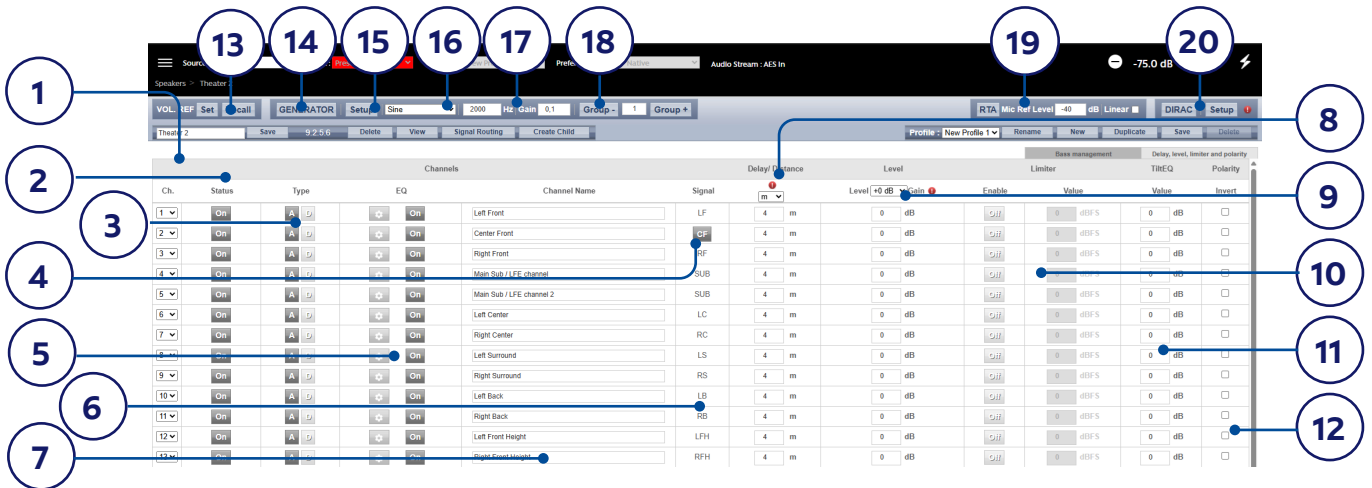 13 14 15 16 17 18 19 20
Audio Stream : AES In
-75.0 dB
Speakers > Theater
1
VOL. REF Set GENERATOR Sine 2000 Hz Gain 0,1 Group - 1 Group + RTA Mic Ref Level -40 dB Linear DIRAC Setup
Theater 2 Save 9.2.5.6 Delete View Signal Routing Create Child Profile : New Profile 1 Rename New Duplicate Save Delete
8
Bass management Delay, level, limiter and polarity
2
Channels Delay/ Distance Level Limiter TiltEQ Polarity
Ch. Status Type EQ Channel Name Signal m Level +0 dB Gain Enable Value Value Invert
9
1 On A D On Left Front LF 4 m 0 dB Off 0 dBFS 0 dB
3
2 On A D On Center Front CF 4 m 0 dB Off 0 dBFS 0 dB
3 On A D On Right Front RF 4 m 0 dB Off 0 dBFS 0 dB
4
10
4 On A D On Main Sub / LFE channel SUB 4 m 0 dB Off 0 dBFS 0 dB
5 On A D On Main Sub / LFE channel 2 SUB 4 m 0 dB Off 0 dBFS 0 dB
6 On A D On Left Center LC 4 m 0 dB Off 0 dBFS 0 dB
7 On A D On Right Center RC 4 m 0 dB Off 0 dBFS 0 dB
5
11
8 On A D On Left Surround LS 4 m 0 dB Off 0 dBFS 0 dB
9 On A D On Right Surround RS 4 m 0 dB Off 0 dBFS 0 dB
6
10 On A D On Left Back LB 4 m 0 dB Off 0 dBFS 0 dB
11 On A D On Right Back RB 4 m 0 dB Off 0 dBFS 0 dB
12
12 On A D On Left Front Height LFH 4 m 0 dB Off 0 dBFS 0 dB
7
13 On A D On Right Front Height RFH 4 m 0 dB Off 0 dBFS 0 dB